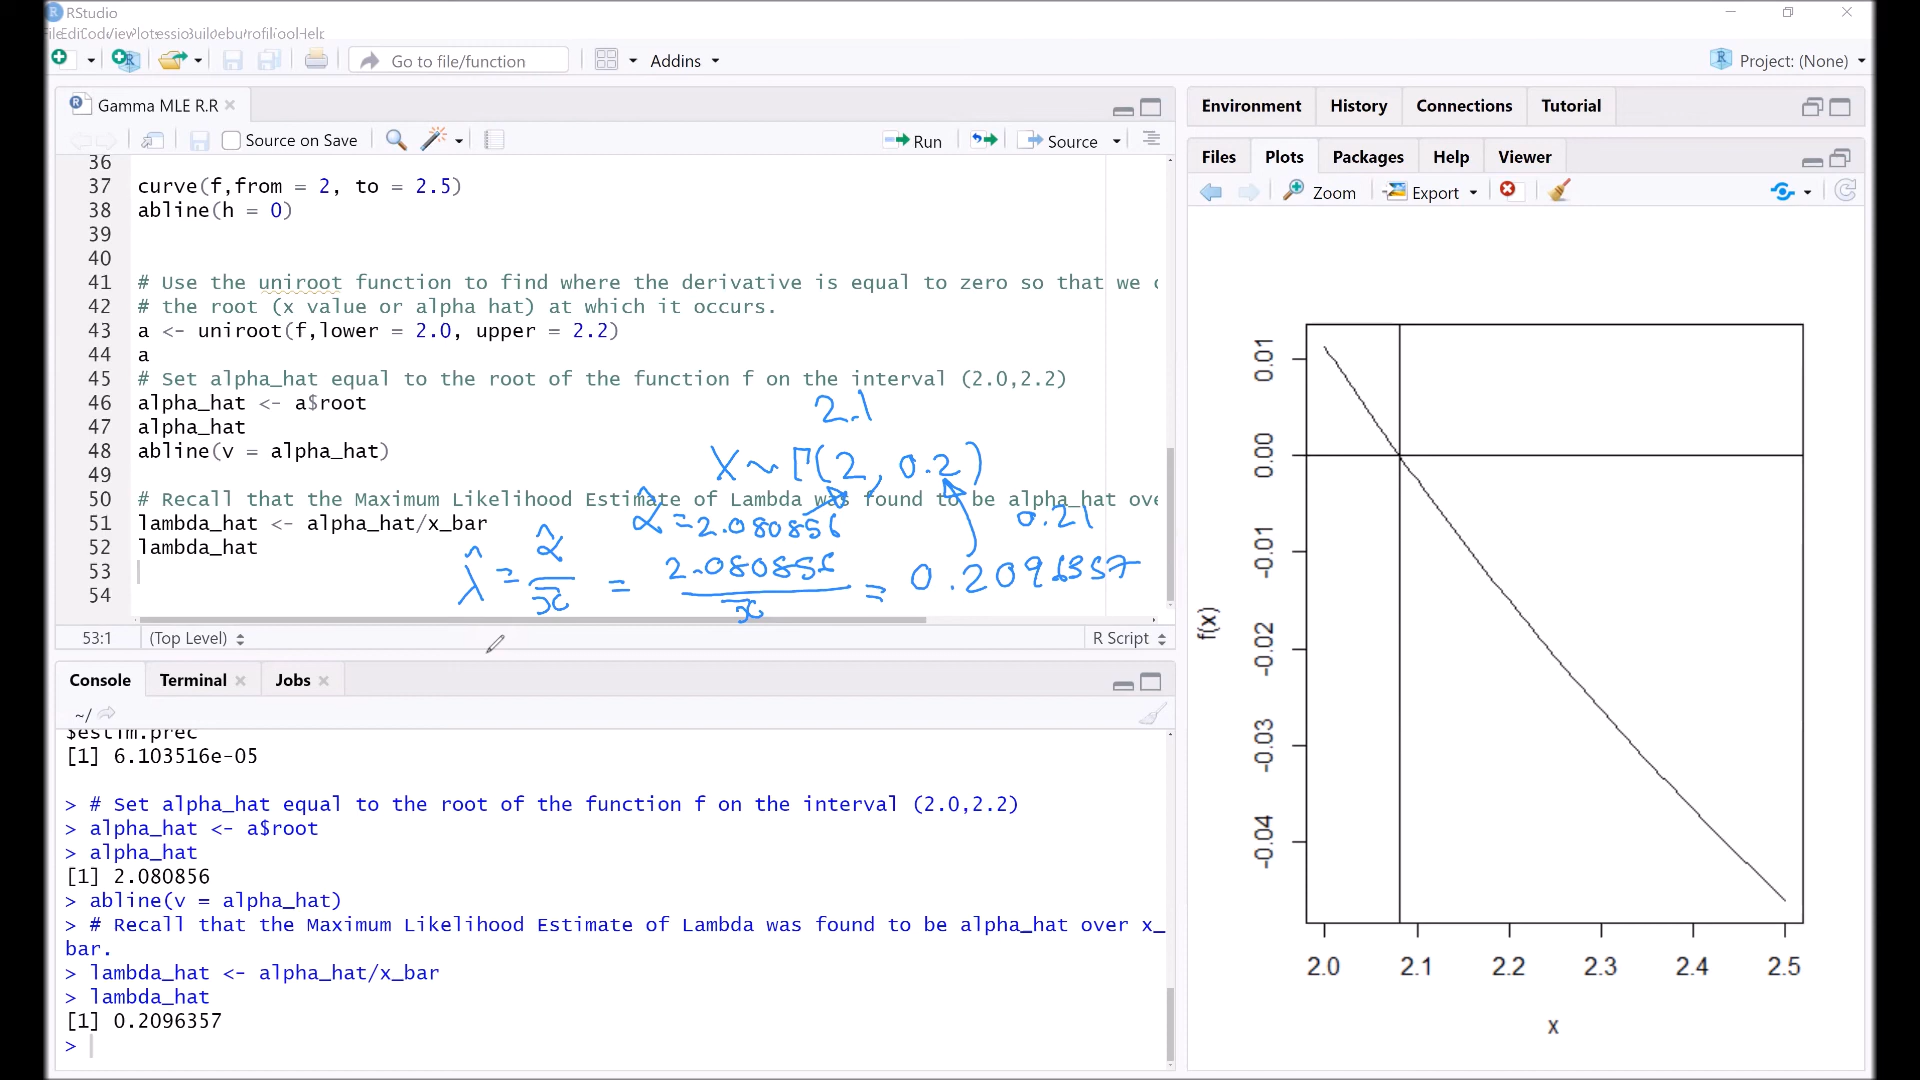 RStudio
Go to file/function
Addins
Project: (None)
Gamma MLE R.R
Source on Save
Run
Source
36
37 curve(f,from = 2, to = 2.5)
38 abline(h = 0)
39
40
41 # Use the uniroot function to find where the derivative is equal to zero so that we c
42 # the root (x value or alpha hat) at which it occurs.
43 a <- uniroot(f,lower = 2.0, upper = 2.2)
44 a
45 # Set alpha_hat equal to the root of the function f on the interval (2.0,2.2)
46 alpha_hat <- a$root
47 alpha_hat
48 abline(v = alpha_hat)
49
50 # Recall that the Maximum Likelihood Estimate of Lambda was found to be alpha_hat ove
51 lambda_hat <- alpha_hat/x_bar
52 lambda_hat
53
54
2.1
X ~ Γ(2, 0.2)
α̂ = 2.080856
0.21
λ̂ = α̂ / x̄ = 2.080856 / x̄ = 0.2096357
53:1 (Top Level) R Script
Console Terminal Jobs
~/
$estim.prec
[1] 6.103516e-05
> # Set alpha_hat equal to the root of the function f on the interval (2.0,2.2)
> alpha_hat <- a$root
> alpha_hat
[1] 2.080856
> abline(v = alpha_hat)
> # Recall that the Maximum Likelihood Estimate of Lambda was found to be alpha_hat over x_
bar.
> lambda_hat <- alpha_hat/x_bar
> lambda_hat
[1] 0.2096357
>
Environment History Connections Tutorial
Files Plots Packages Help Viewer
Zoom Export
f(x)
0.01
0.00
-0.01
-0.02
-0.03
-0.04
2.0 2.1 2.2 2.3 2.4 2.5
x